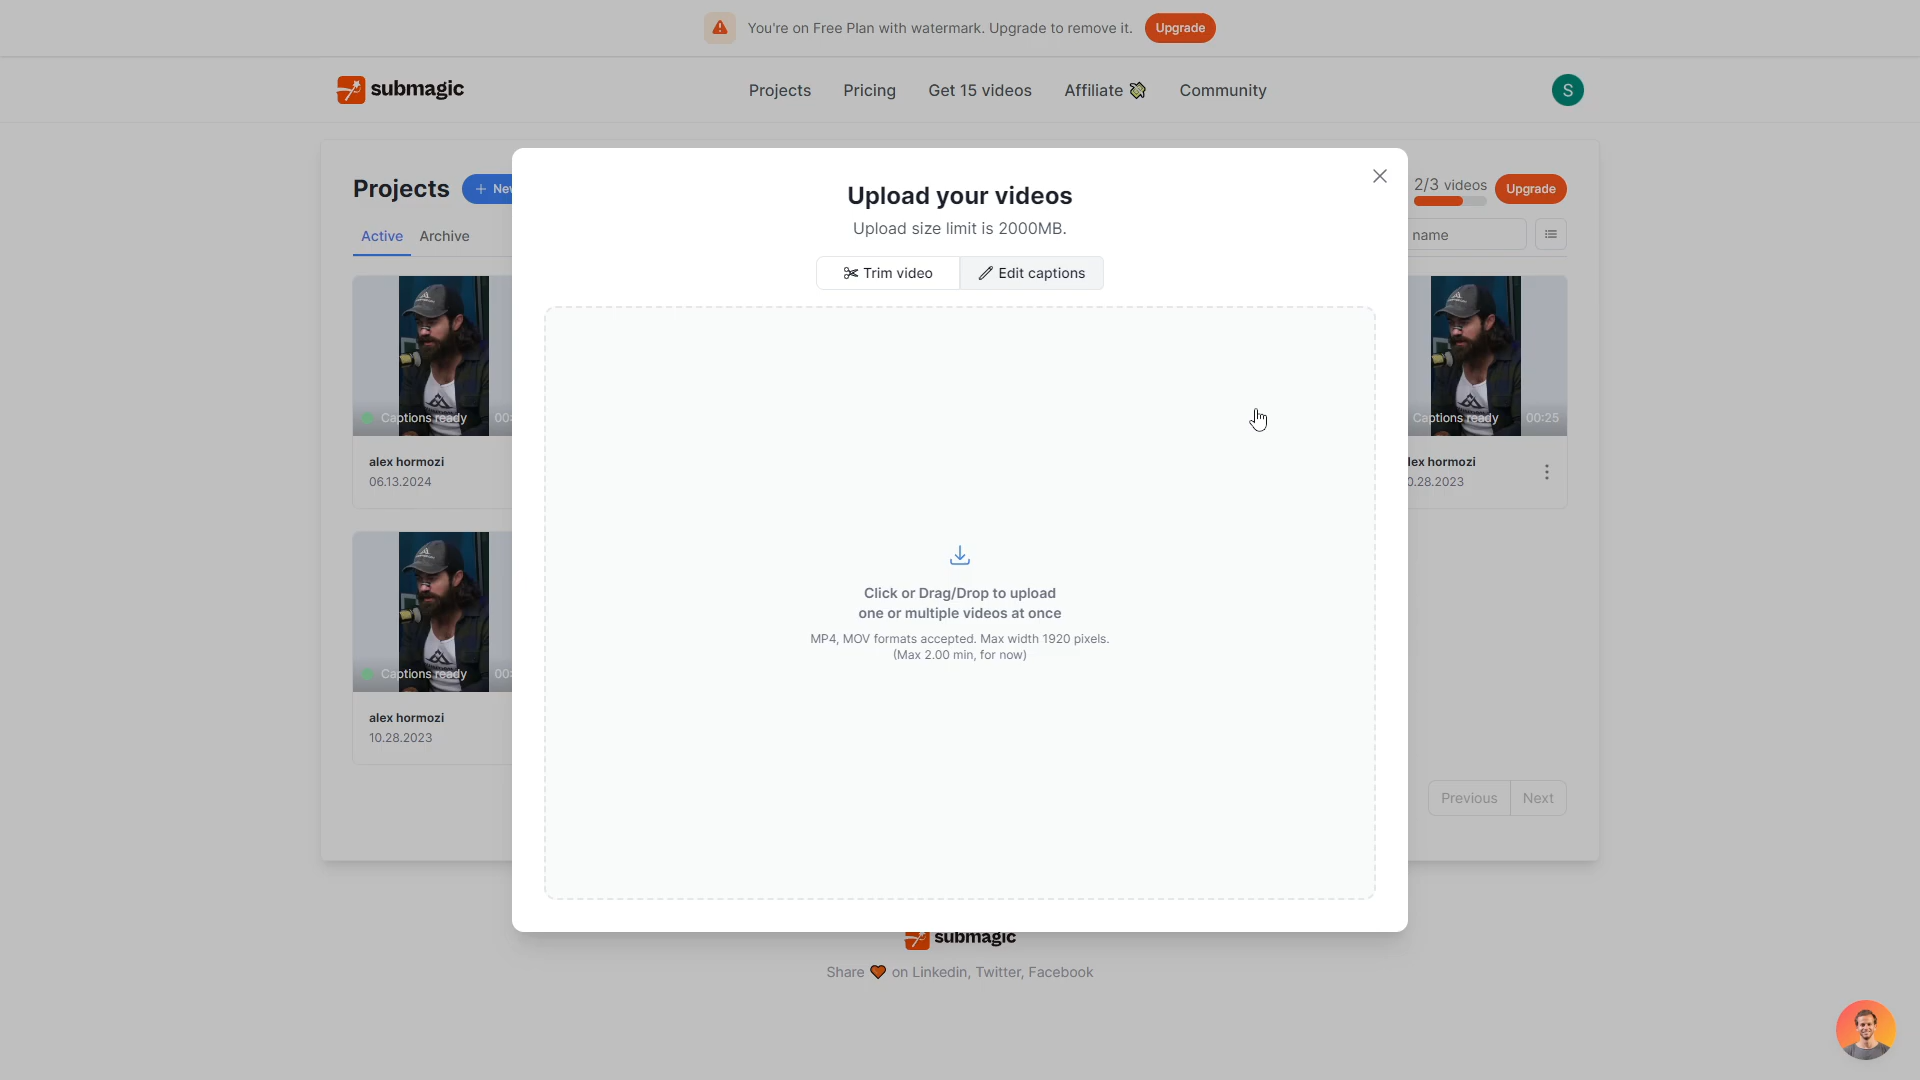 You're on Free Plan with watermark. Upgrade to remove it. Upgrade
submagic
Projects Pricing Get 15 videos Affiliate Community
S
Projects + New
2/3 videos Upgrade
Active Archive
name
Upload your videos
Upload size limit is 2000MB.
Trim video Edit captions
Captions ready 00:
Captions ready 00:25
alex hormozi
06.13.2024
lex hormozi
0.28.2023
Click or Drag/Drop to upload
one or multiple videos at once
MP4, MOV formats accepted. Max width 1920 pixels.
(Max 2.00 min, for now)
Captions ready 00:
alex hormozi
10.28.2023
Previous Next
submagic
Share on Linkedin, Twitter, Facebook